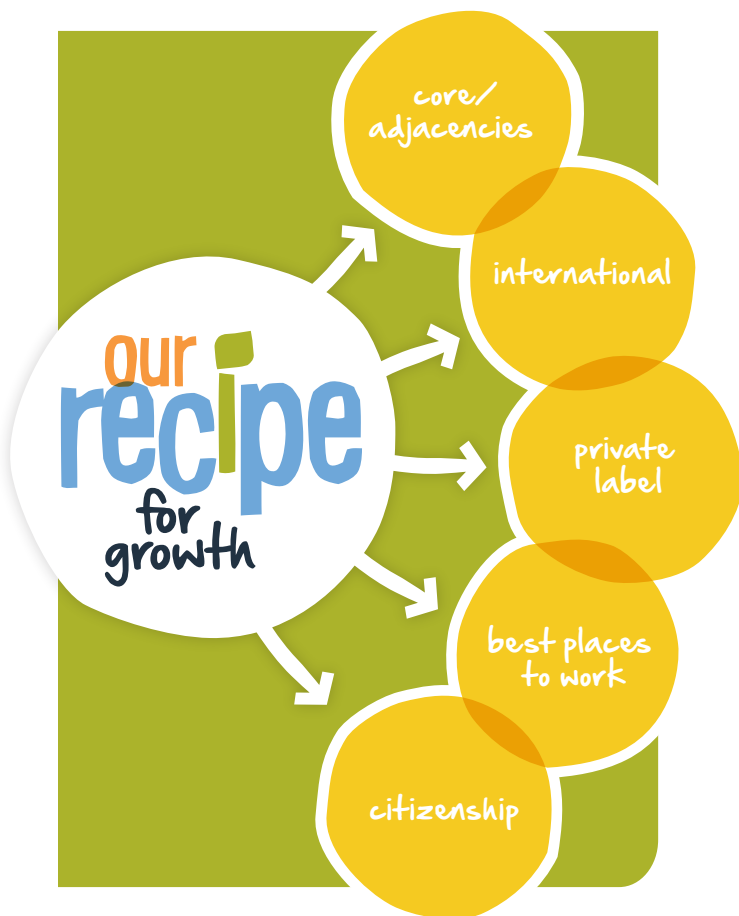 our
recipe
for
growth
core/
adjacencies
international
private
label
best places
to work
citizenship